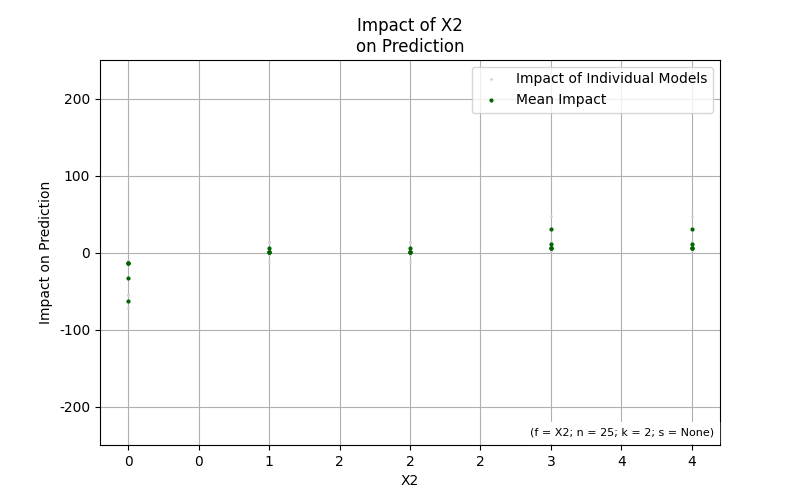 Impact of X2
on Prediction
Impact of Individual Models
Mean Impact
200
100
0
-100
-200
Impact on Prediction
(f = X2; n = 25; k = 2; s = None)
0 0 1 2 2 2 3 4 4
X2